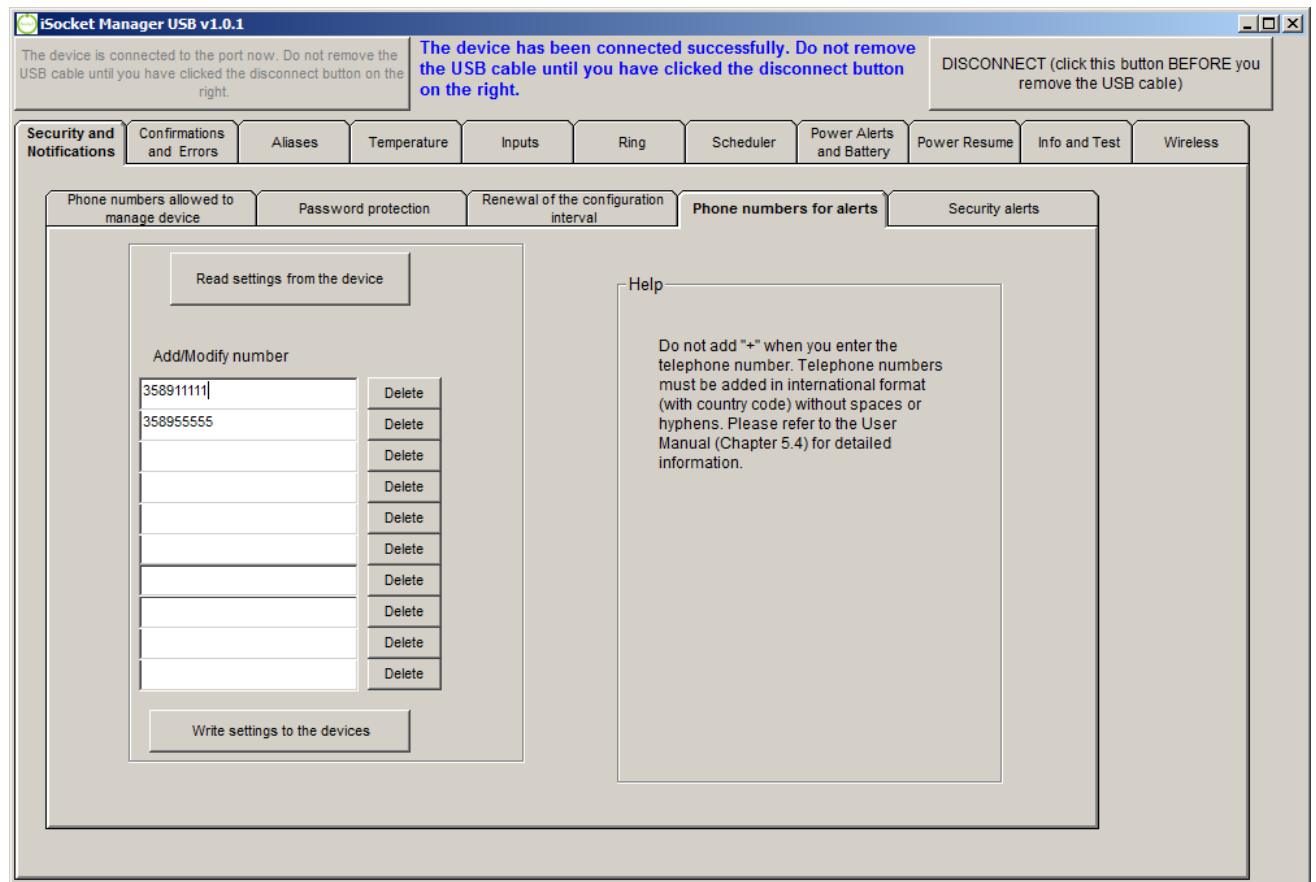 iSocket Manager USB v1.0.1
The device is connected to the port now. Do not remove the
USB cable until you have clicked the disconnect button on the
right.
The device has been connected successfully. Do not remove
the USB cable until you have clicked the disconnect button
on the right.
DISCONNECT (click this button BEFORE you
remove the USB cable)
Security and
Notifications
Confirmations
and Errors
Aliases
Temperature
Inputs
Ring
Scheduler
Power Alerts
and Battery
Power Resume
Info and Test
Wireless
Phone numbers allowed to
manage device
Password protection
Renewal of the configuration
interval
Phone numbers for alerts
Security alerts
Read settings from the device
Add/Modify number
358911111
Delete
358955555
Delete
Delete
Delete
Delete
Delete
Delete
Delete
Delete
Delete
Write settings to the devices
Help
Do not add "+" when you enter the
telephone number. Telephone numbers
must be added in international format
(with country code) without spaces or
hyphens. Please refer to the User
Manual (Chapter 5.4) for detailed
information.